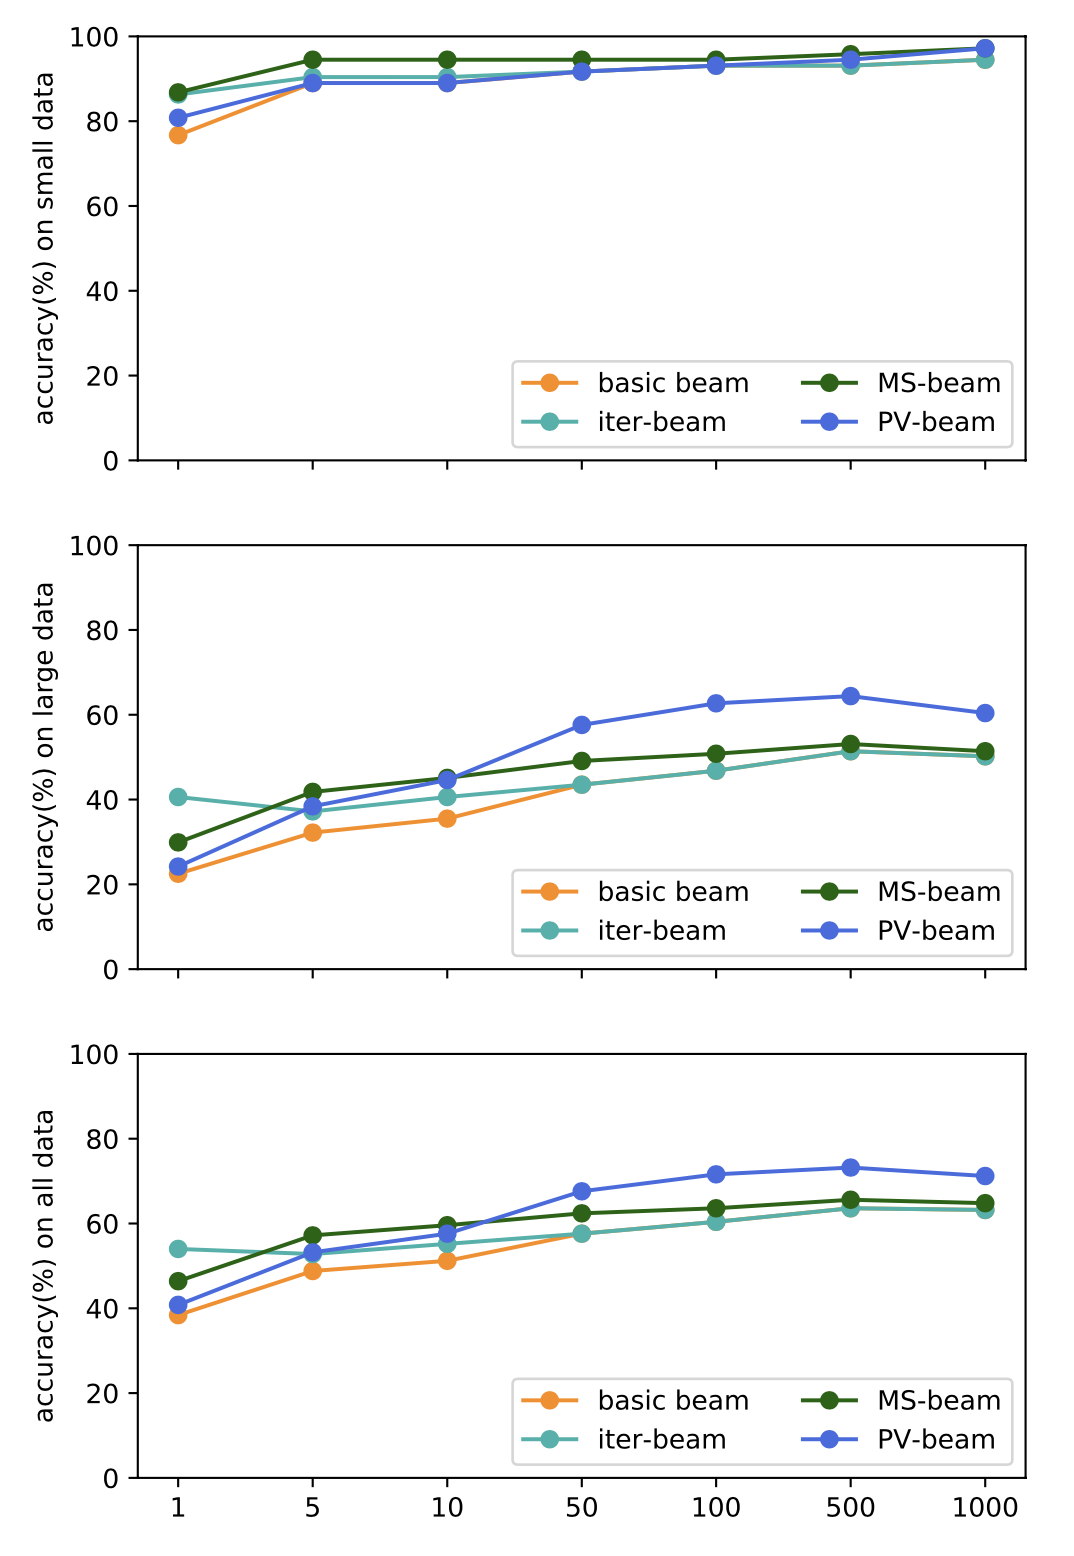 accuracy(%) on small data
100
80
60
40
20
0
basic beam MS-beam
iter-beam PV-beam
accuracy(%) on large data
100
80
60
40
20
0
basic beam MS-beam
iter-beam PV-beam
accuracy(%) on all data
100
80
60
40
20
0
basic beam MS-beam
iter-beam PV-beam
1 5 10 50 100 500 1000